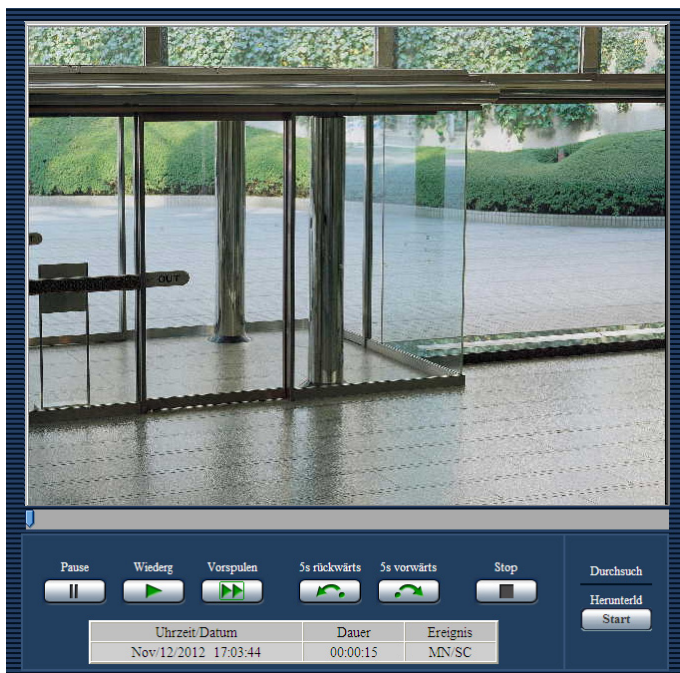 OUT
Pause
Wiederg
Vorspulen
5s rückwärts
5s vorwärts
Stop
Durchsuch
Herunterld
Start
Uhrzeit/Datum Dauer Ereignis
Nov/12/2012 17:03:44 00:00:15 MN/SC